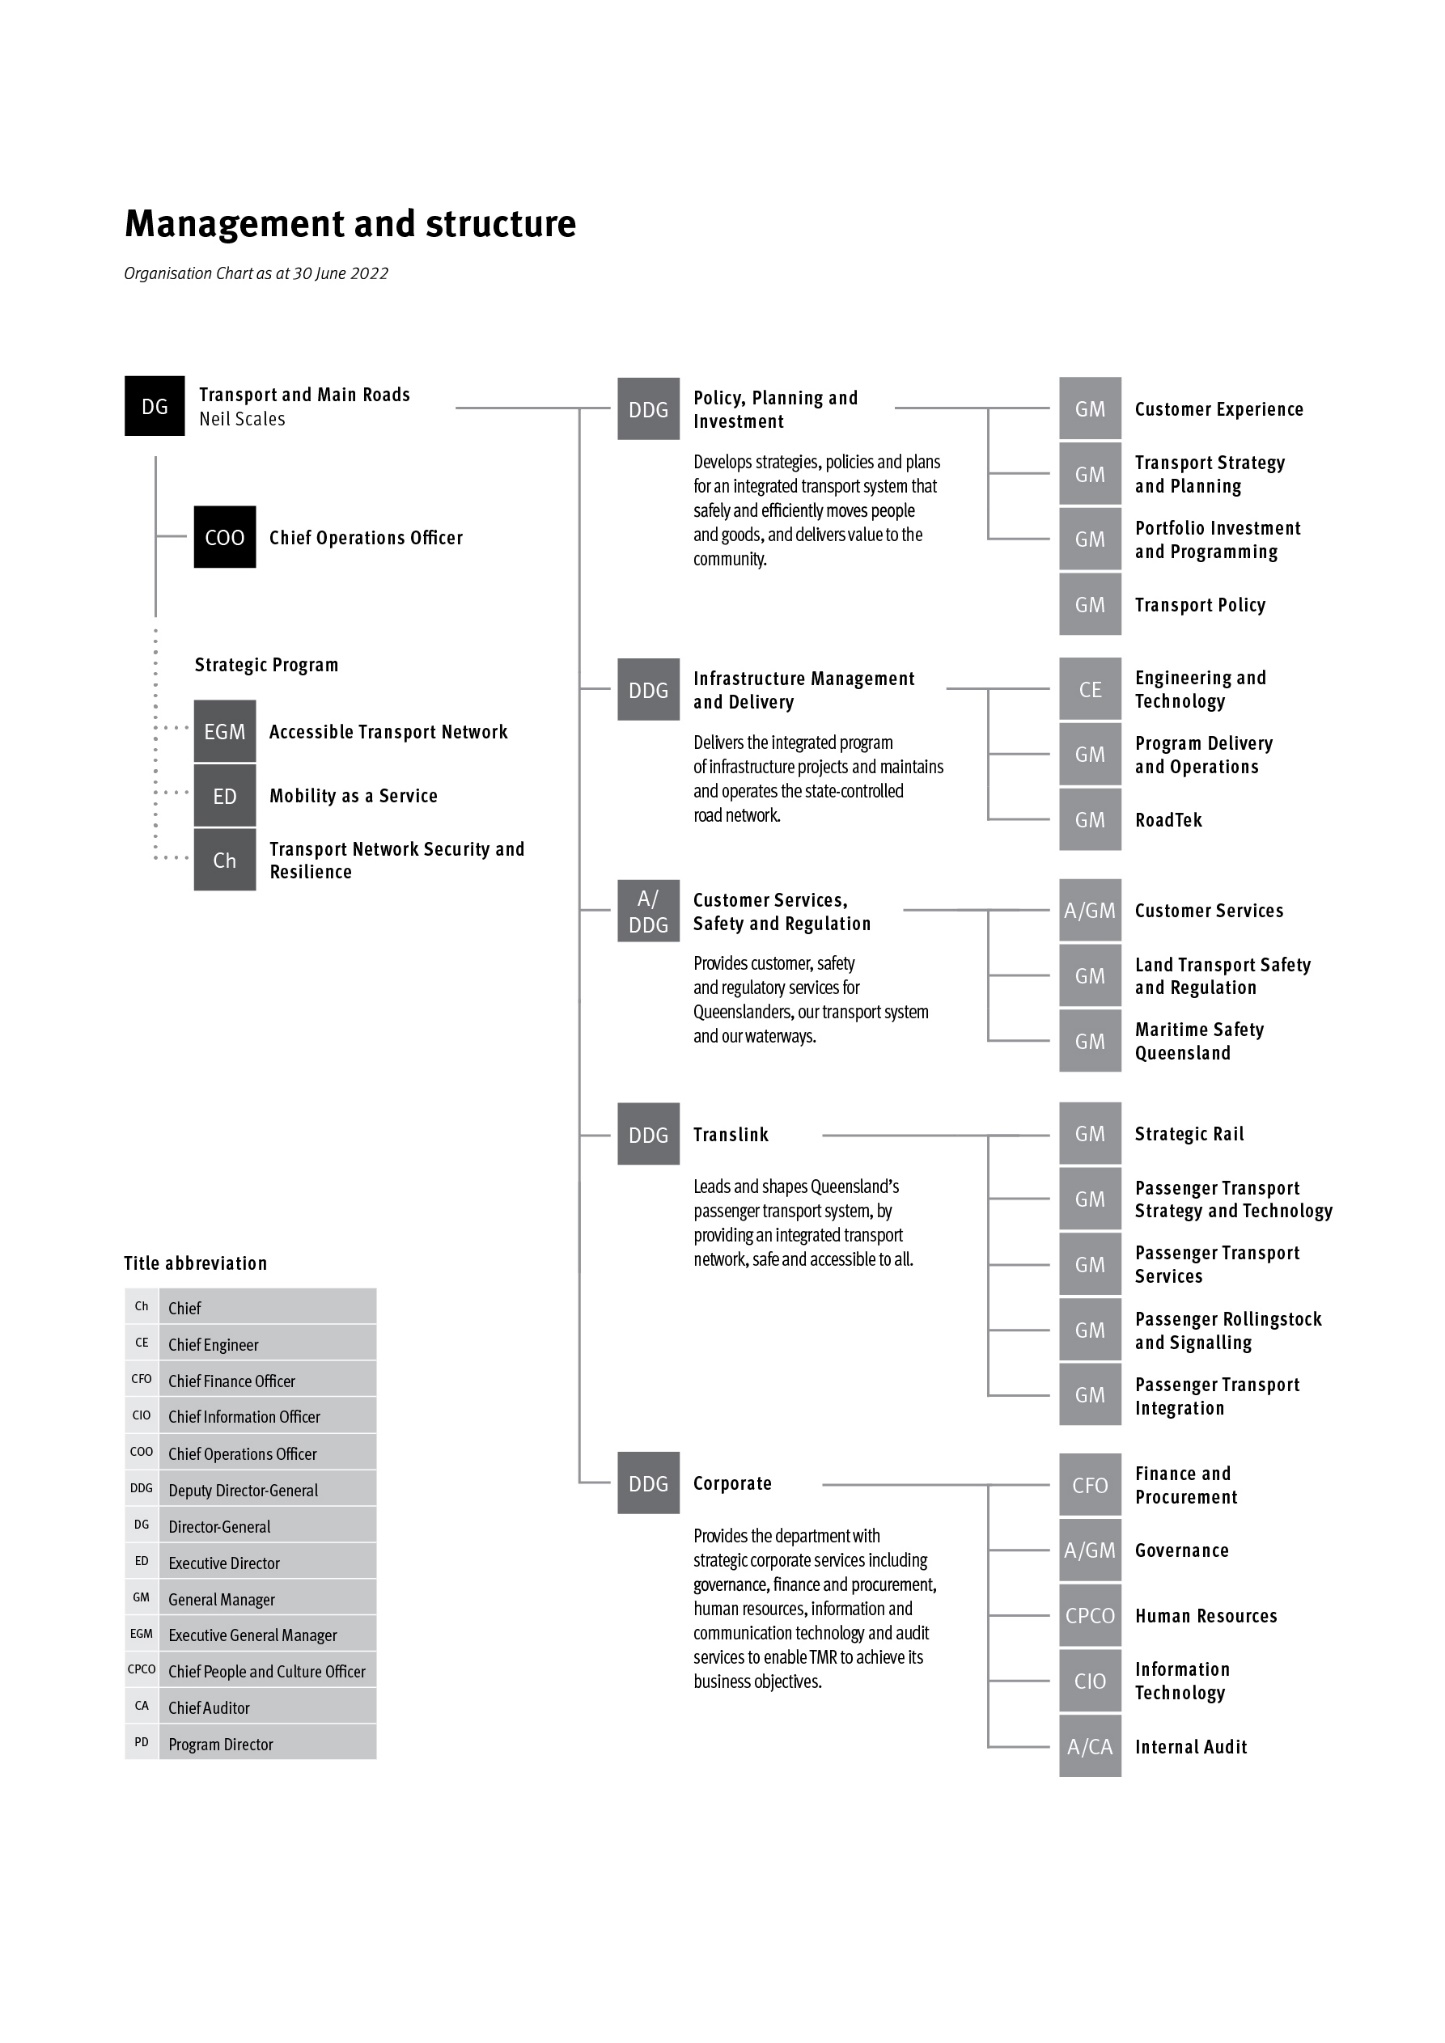 Management and structure
Organisation Chart as at 30 June 2022
DG
Transport and Main Roads
Neil Scales
COO
Chief Operations Officer
Strategic Program
EGM
Accessible Transport Network
ED
Mobility as a Service
Ch
Transport Network Security and
Resilience
DDG
Policy, Planning and
Investment
Develops strategies, policies and plans
for an integrated transport system that
safely and efficiently moves people
and goods, and delivers value to the
community.
GM
Customer Experience
GM
Transport Strategy
and Planning
GM
Portfolio Investment
and Programming
GM
Transport Policy
DDG
Infrastructure Management
and Delivery
Delivers the integrated program
of infrastructure projects and maintains
and operates the state-controlled
road network.
CE
Engineering and
Technology
GM
Program Delivery
and Operations
GM
RoadTek
A/
DDG
Customer Services,
Safety and Regulation
Provides customer, safety
and regulatory services for
Queenslanders, our transport system
and our waterways.
A/GM
Customer Services
GM
Land Transport Safety
and Regulation
GM
Maritime Safety
Queensland
DDG
Translink
Leads and shapes Queensland's
passenger transport system, by
providing an integrated transport
network, safe and accessible to all.
GM
Strategic Rail
GM
Passenger Transport
Strategy and Technology
GM
Passenger Transport
Services
GM
Passenger Rollingstock
and Signalling
GM
Passenger Transport
Integration
DDG
Corporate
Provides the department with
strategic corporate services including
governance, finance and procurement,
human resources, information and
communication technology and audit
services to enable TMR to achieve its
business objectives.
CFO
Finance and
Procurement
A/GM
Governance
CPCO
Human Resources
CIO
Information
Technology
A/CA
Internal Audit
Title abbreviation
Ch Chief
CE Chief Engineer
CFO Chief Finance Officer
CIO Chief Information Officer
COO Chief Operations Officer
DDG Deputy Director-General
DG Director-General
ED Executive Director
GM General Manager
EGM Executive General Manager
CPCO Chief People and Culture Officer
CA Chief Auditor
PD Program Director